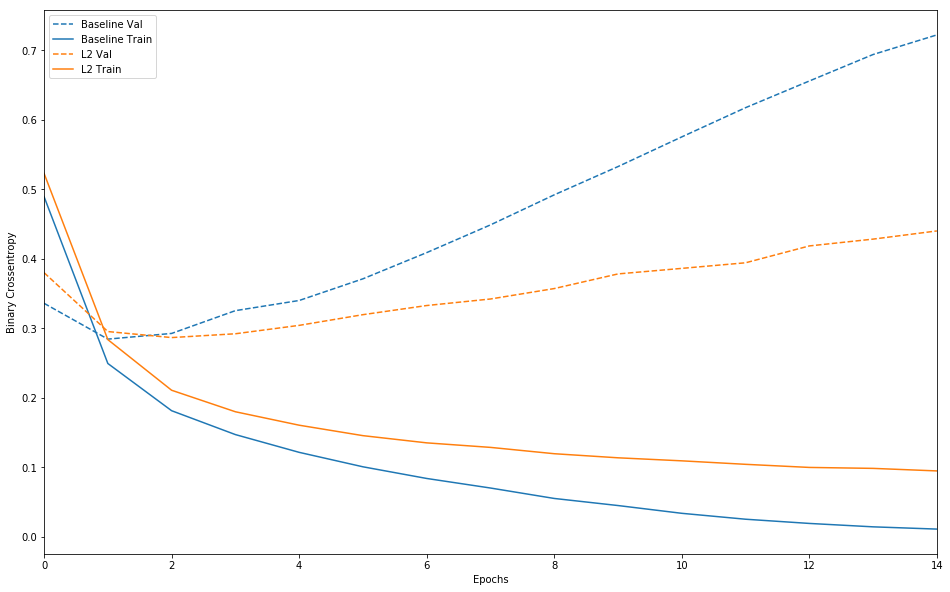 Baseline Val
Baseline Train
L2 Val
L2 Train
0.7
0.6
0.5
0.4
0.3
0.2
0.1
0.0
Binary Crossentropy
0 2 4 6 8 10 12 14
Epochs